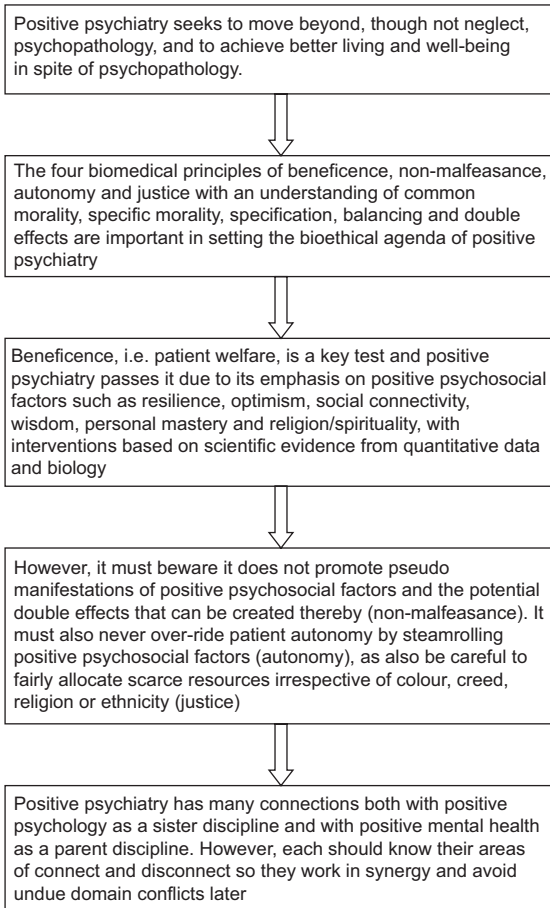 Positive psychiatry seeks to move beyond, though not neglect,
psychopathology, and to achieve better living and well-being
in spite of psychopathology.
The four biomedical principles of beneficence, non-malfeasance,
autonomy and justice with an understanding of common
morality, specific morality, specification, balancing and double
effects are important in setting the bioethical agenda of positive
psychiatry
Beneficence, i.e. patient welfare, is a key test and positive
psychiatry passes it due to its emphasis on positive psychosocial
factors such as resilience, optimism, social connectivity,
wisdom, personal mastery and religion/spirituality, with
interventions based on scientific evidence from quantitative data
and biology
However, it must beware it does not promote pseudo
manifestations of positive psychosocial factors and the potential
double effects that can be created thereby (non-malfeasance). It
must also never over-ride patient autonomy by steamrolling
positive psychosocial factors (autonomy), as also be careful to
fairly allocate scarce resources irrespective of colour, creed,
religion or ethnicity (justice)
Positive psychiatry has many connections both with positive
psychology as a sister discipline and with positive mental health
as a parent discipline. However, each should know their areas
of connect and disconnect so they work in synergy and avoid
undue domain conflicts later